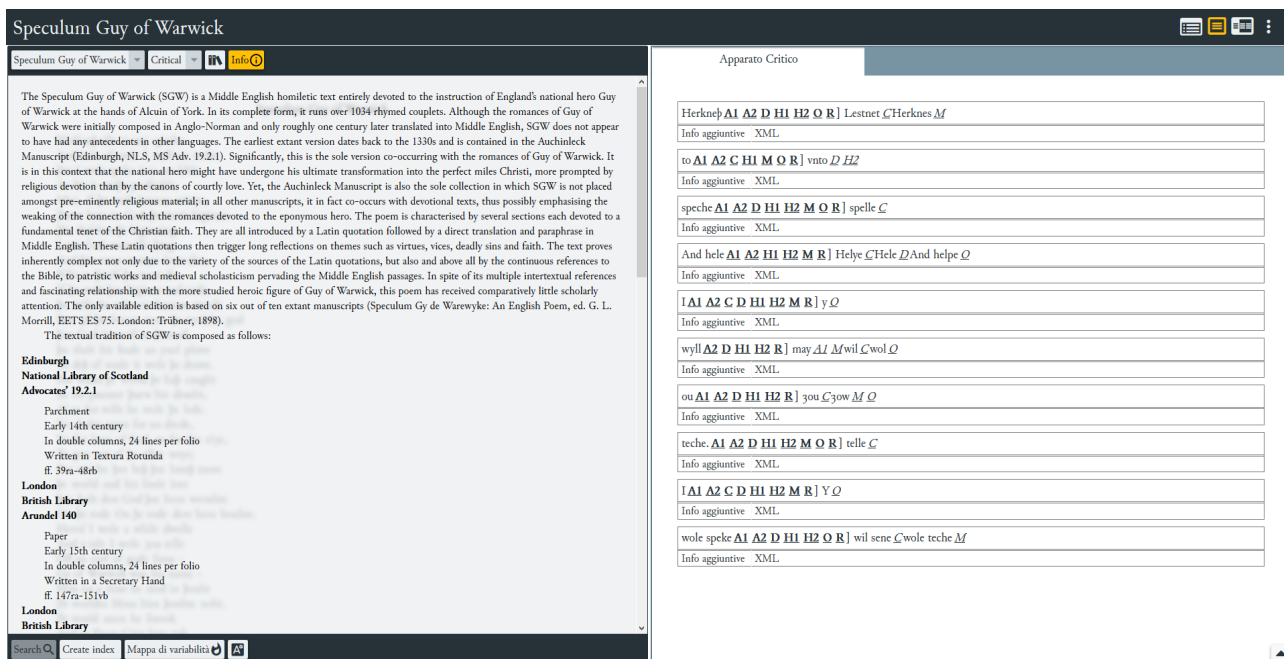 Speculum Guy of Warwick
Speculum Guy of Warwick Critical Info
The Speculum Guy of Warwick (SGW) is a Middle English homiletic text entirely devoted to the instruction of England's national hero Guy
of Warwick at the hands of Alcuin of York. In its complete form, it runs over 1034 rhymed couplets. Although the romances of Guy of
Warwick were initially composed in Anglo-Norman and only roughly one century later translated into Middle English, SGW does not appear
to have had any antecedents in other languages. The earliest extant version dates back to the 1330s and is contained in the Auchinleck
Manuscript (Edinburgh, NLS, MS Adv. 19.2.1). Significantly, this is the sole version co-occurring with the romances of Guy of Warwick. It
is in this context that the national hero might have undergone his ultimate transformation into the perfect miles Christi, more prompted by
religious devotion than by the canons of courtly love. Yet, the Auchinleck Manuscript is also the sole collection in which SGW is not placed
amongst pre-eminently religious material; in all other manuscripts, it in fact co-occurs with devotional texts, thus possibly emphasising the
weaking of the connection with the romances devoted to the eponymous hero. The poem is characterised by several sections each devoted to a
fundamental tenet of the Christian faith. They are all introduced by a Latin quotation followed by a direct translation and paraphrase in
Middle English. These Latin quotations then trigger long reflections on themes such as virtues, vices, deadly sins and faith. The text proves
inherently complex not only due to the variety of the sources of the Latin quotations, but also and above all by the continuous references to
the Bible, to patristic works and medieval scholasticism pervading the Middle English passages. In spite of its multiple intertextual references
and fascinating relationship with the more studied heroic figure of Guy of Warwick, this poem has received comparatively little scholarly
attention. The only available edition is based on six out of ten extant manuscripts (Speculum Gy de Warewyke: An English Poem, ed. G. L.
Morrill, EETS ES 75. London: Trübner, 1898).
The textual tradition of SGW is composed as follows:
Edinburgh
National Library of Scotland
Advocates' 19.2.1
Parchment
Early 14th century
In double columns, 24 lines per folio
Written in Textura Rotunda
ff. 39ra-48rb
London
British Library
Arundel 140
Paper
Early 15th century
In double columns, 24 lines per folio
Written in a Secretary Hand
ff. 147ra-151vb
London
British Library
Search Create index Mappa di variabilità
Apparato Critico
Herkneþ A1 A2 D H1 H2 O R] Lestnet CHerknes M
Info aggiuntive XML
to A1 A2 C H1 M O R] vnto D H2
Info aggiuntive XML
speche A1 A2 D H1 H2 M O R] spelle C
Info aggiuntive XML
And hele A1 A2 H1 H2 M R] Helye CHele DAnd helpe O
Info aggiuntive XML
I A1 A2 C D H1 H2 M R] y O
Info aggiuntive XML
wyll A2 D H1 H2 R] may A1 Mwil Cwol O
Info aggiuntive XML
ou A1 A2 D H1 H2 R] ȝou Cȝow M O
Info aggiuntive XML
teche. A1 A2 D H1 H2 M O R] telle C
Info aggiuntive XML
I A1 A2 C D H1 H2 M R] Y O
Info aggiuntive XML
wole speke A1 A2 D H1 H2 O R] wil sene Cwole teche M
Info aggiuntive XML